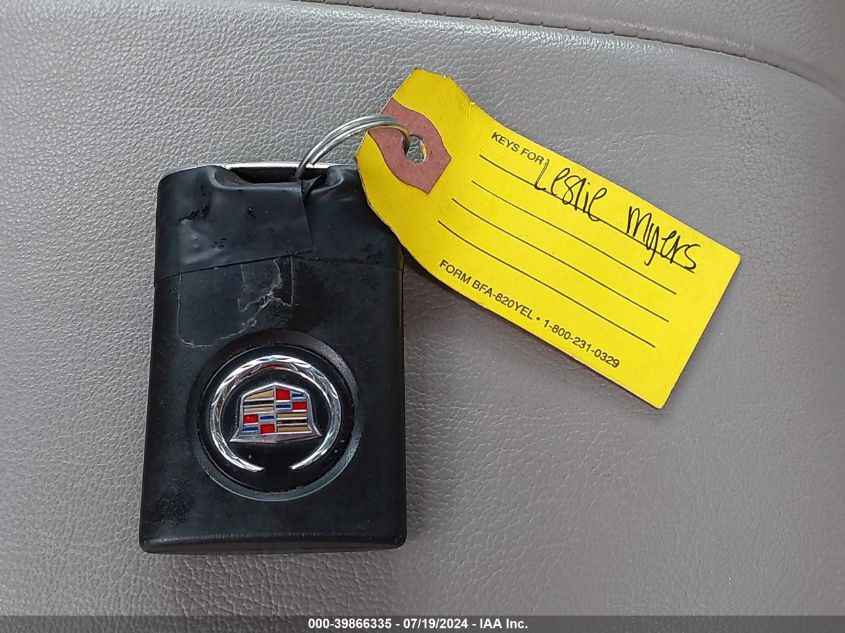 KEYS FOR Leslie Myers
FORM BFA-820YEL • 1-800-231-0329
000-39866335 - 07/19/2024 - IAA Inc.